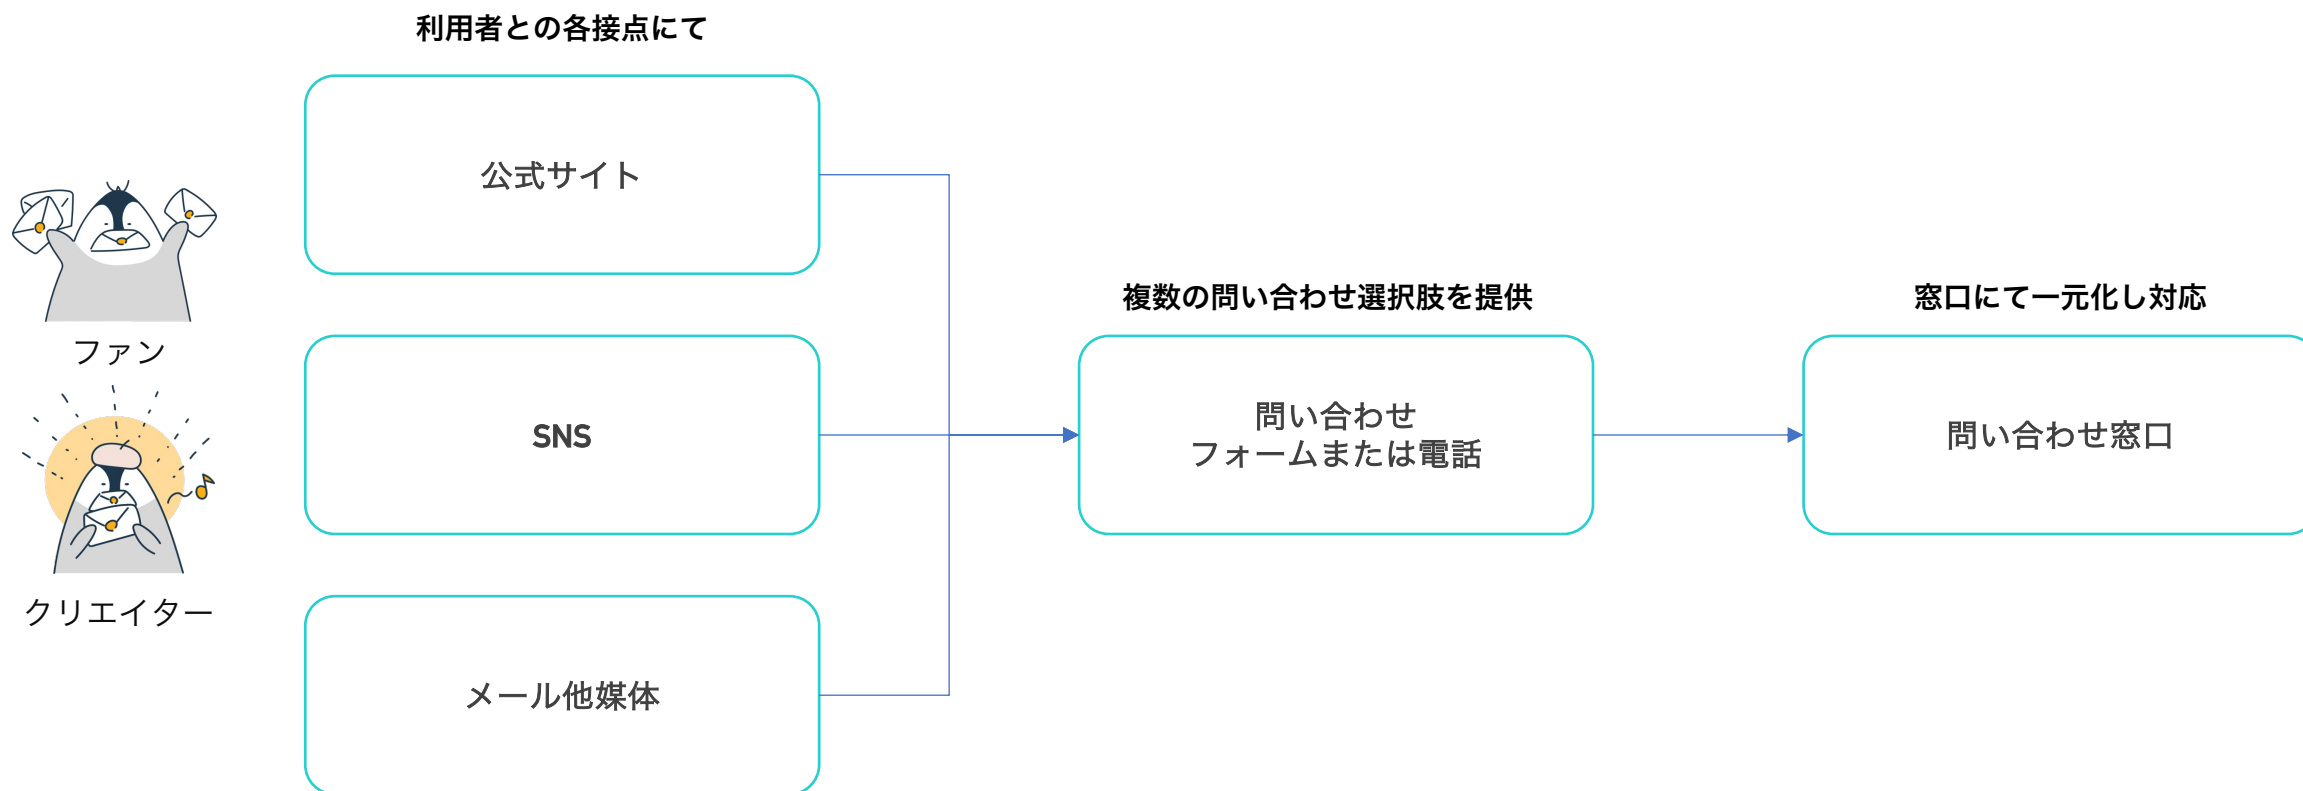 利用者との各接点にて
公式サイト
ファン
SNS
クリエイター
メール他媒体
複数の問い合わせ選択肢を提供
問い合わせ
フォームまたは電話
窓口にて一元化し対応
問い合わせ窓口